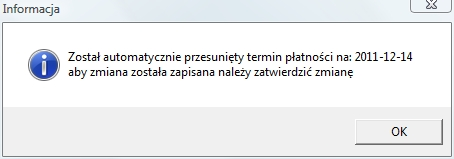 Informacja
Został automatycznie przesunięty termin płatności na: 2011-12-14
aby zmiana została zapisana należy zatwierdzić zmianę
OK